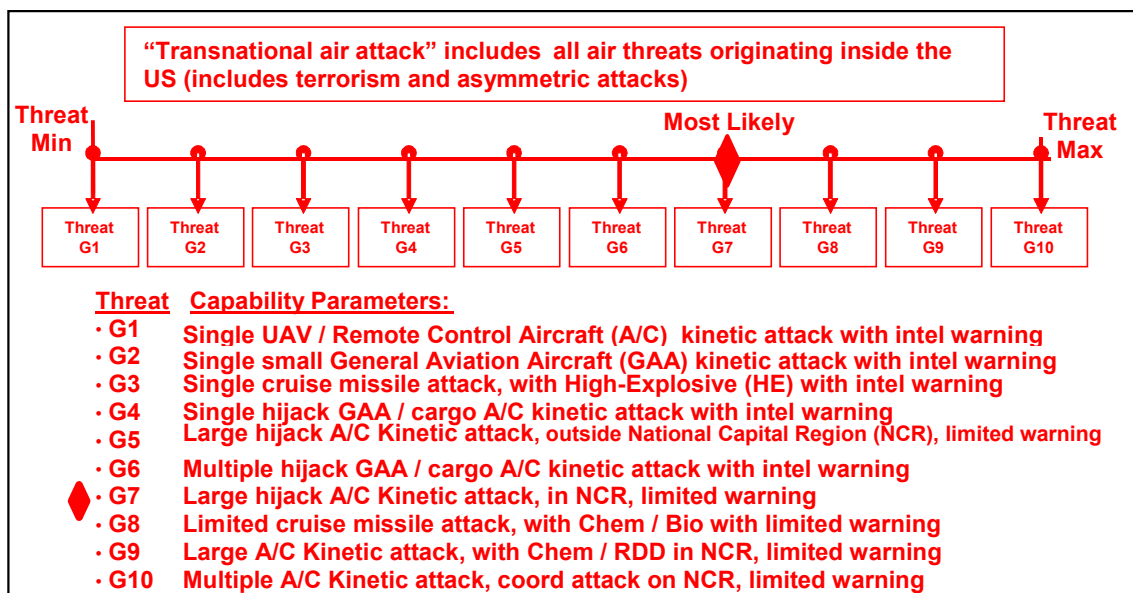 “Transnational air attack” includes all air threats originating inside the
US (includes terrorism and asymmetric attacks)
Threat
Min
Most Likely
Threat
Max
Threat
G1
Threat
G2
Threat
G3
Threat
G4
Threat
G5
Threat
G6
Threat
G7
Threat
G8
Threat
G9
Threat
G10
Threat Capability Parameters:
· G1 Single UAV / Remote Control Aircraft (A/C) kinetic attack with intel warning
· G2 Single small General Aviation Aircraft (GAA) kinetic attack with intel warning
· G3 Single cruise missile attack, with High-Explosive (HE) with intel warning
· G4 Single hijack GAA / cargo A/C kinetic attack with intel warning
· G5 Large hijack A/C Kinetic attack, outside National Capital Region (NCR), limited warning
· G6 Multiple hijack GAA / cargo A/C kinetic attack with intel warning
· G7 Large hijack A/C Kinetic attack, in NCR, limited warning
· G8 Limited cruise missile attack, with Chem / Bio with limited warning
· G9 Large A/C Kinetic attack, with Chem / RDD in NCR, limited warning
· G10 Multiple A/C Kinetic attack, coord attack on NCR, limited warning